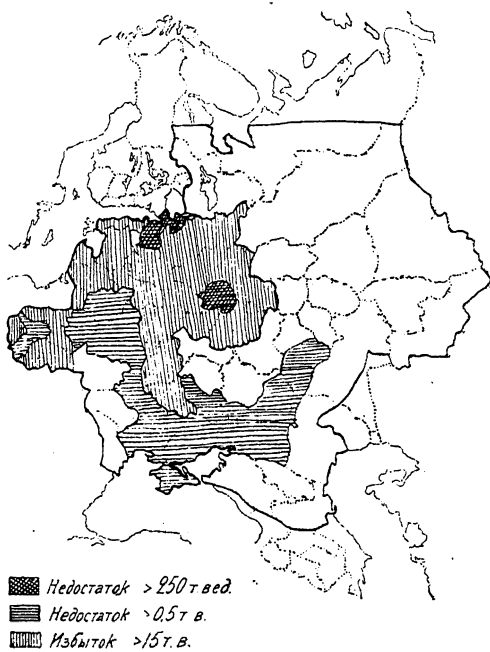 Недостаток >250 т. вед.
Недостаток >0,5 т в.
Избыток >15 т. в.